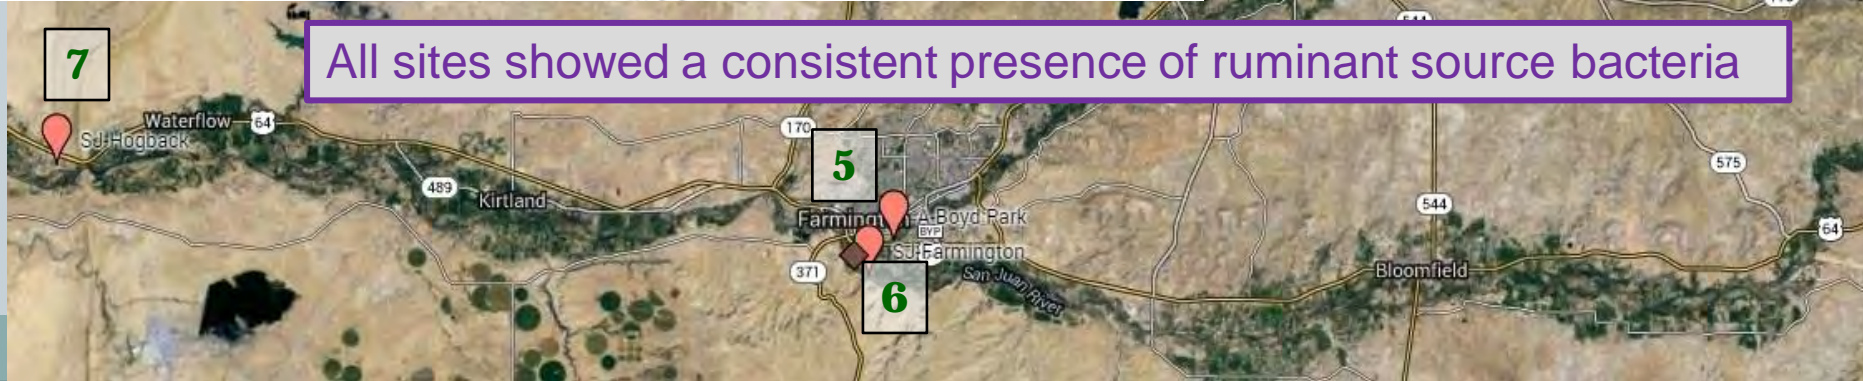 7
All sites showed a consistent presence of ruminant source bacteria
Waterflow
64
SJ-Hogback
170
5
575
489
Kirtland
544
Farmington
A-Boyd Park
BYP
64
SJ-Farmington
371
San Juan River
Bloomfield
6